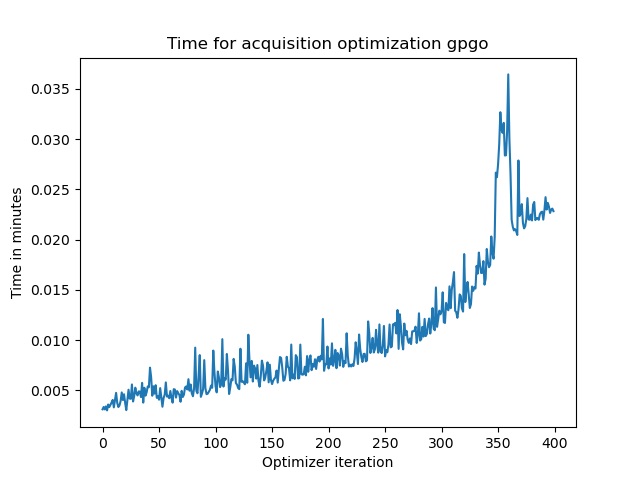 Time for acquisition optimization gpgo
0.035
0.030
0.025
0.020
0.015
0.010
0.005
Time in minutes
0 50 100 150 200 250 300 350 400
Optimizer iteration